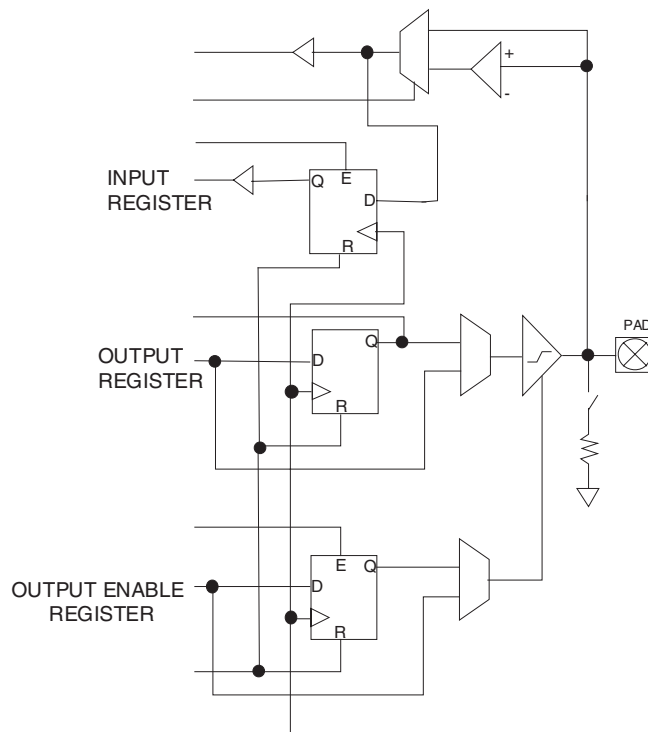 +
-
INPUT
REGISTER
Q
E
D
R
PAD
OUTPUT
REGISTER
D
Q
R
OUTPUT ENABLE
REGISTER
E
Q
D
R